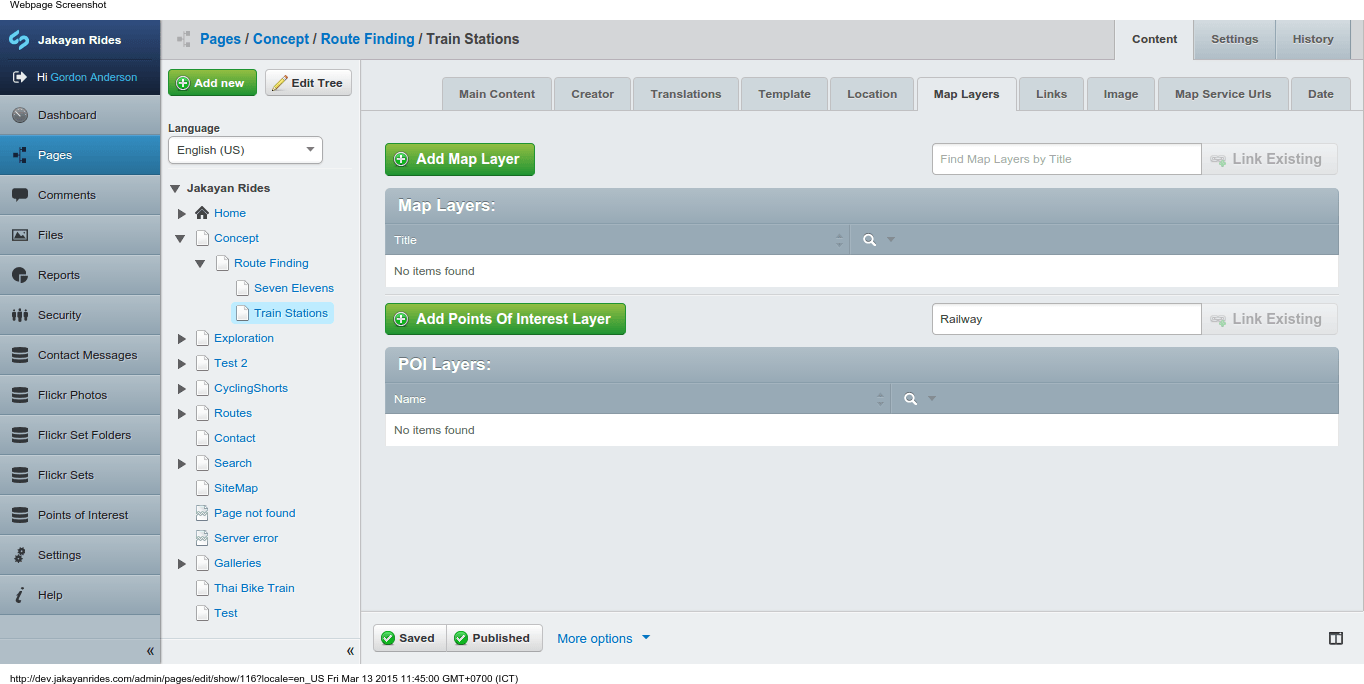 Webpage Screenshot
Jakayan Rides
Hi Gordon Anderson
Dashboard
Pages
Comments
Files
Reports
Security
Contact Messages
Flickr Photos
Flickr Set Folders
Flickr Sets
Points of Interest
Settings
Help
«
Pages / Concept / Route Finding / Train Stations
Content
Settings
History
Add new
Edit Tree
Language
English (US)
Jakayan Rides
Home
Concept
Route Finding
Seven Elevens
Train Stations
Exploration
Test 2
CyclingShorts
Routes
Contact
Search
SiteMap
Page not found
Server error
Galleries
Thai Bike Train
Test
«
Main Content
Creator
Translations
Template
Location
Map Layers
Links
Image
Map Service Urls
Date
Add Map Layer
Find Map Layers by Title
Link Existing
Map Layers:
Title
No items found
Add Points Of Interest Layer
Railway
Link Existing
POI Layers:
Name
No items found
Saved
Published
More options
http://dev.jakayanrides.com/admin/pages/edit/show/116?locale=en_US Fri Mar 13 2015 11:45:00 GMT+0700 (ICT)